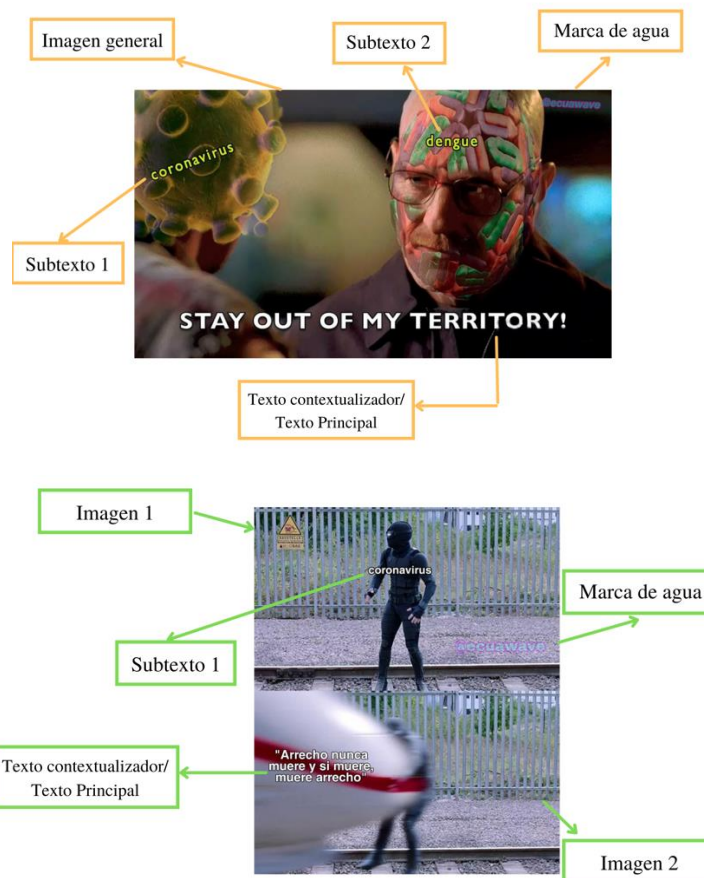 Imagen general
Subtexto 2
Marca de agua
@ecuawave
coronavirus
dengue
Subtexto 1
STAY OUT OF MY TERRITORY!
Texto contextualizador/
Texto Principal
Imagen 1
coronavirus
Marca de agua
@ecuawave
Subtexto 1
"Arrecho nunca
muere y si muere,
muere arrecho"
Texto contextualizador/
Texto Principal
Imagen 2